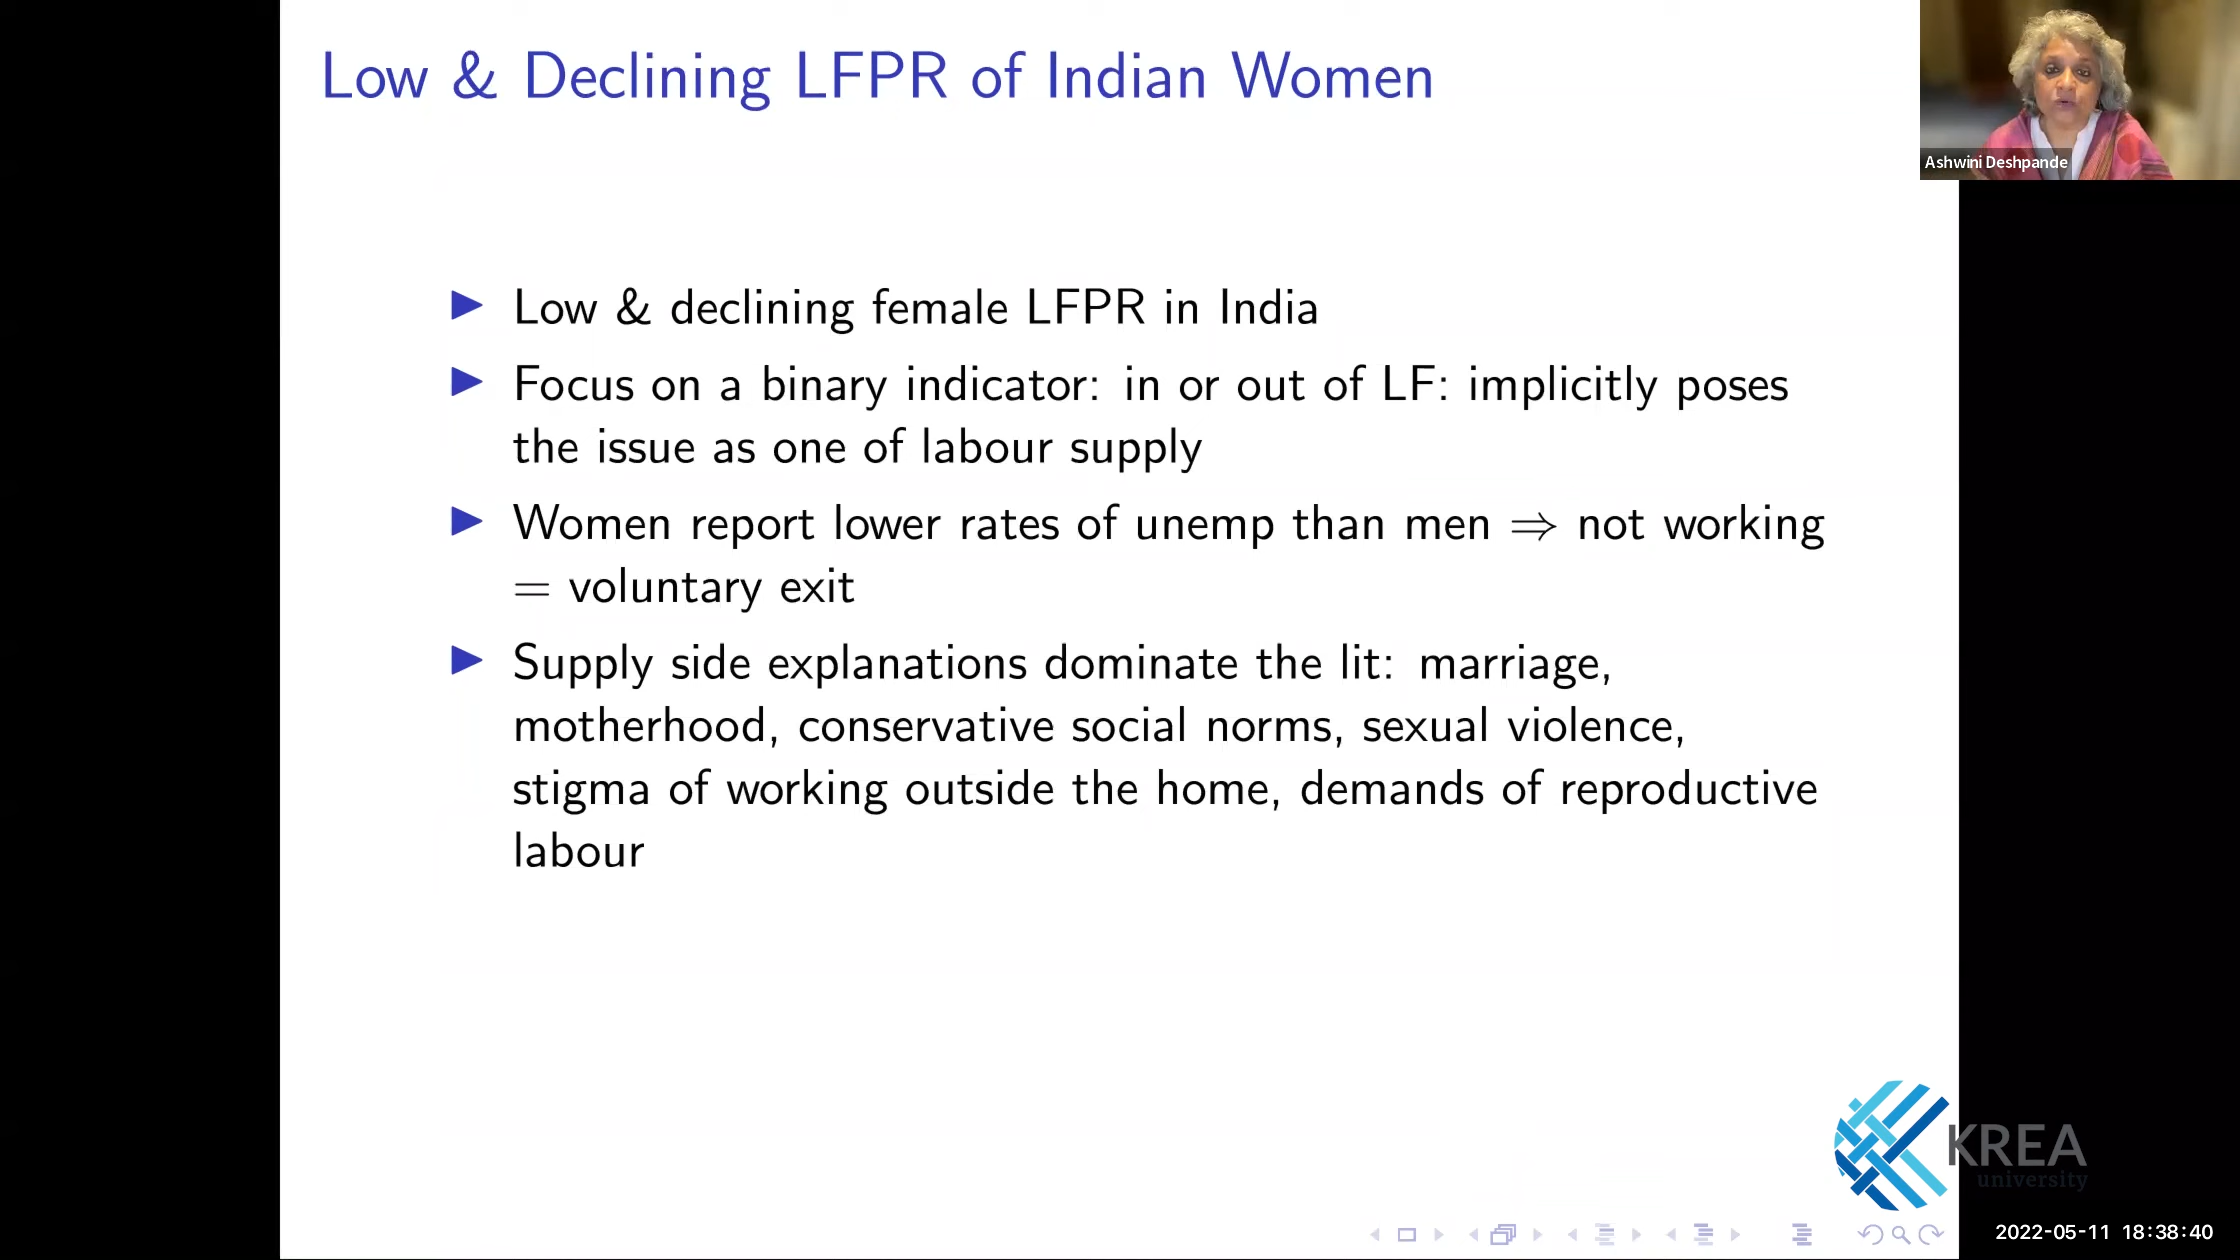 Low & Declining LFPR of Indian Women
Ashwini Deshpande
▶ Low & declining female LFPR in India
▶ Focus on a binary indicator: in or out of LF: implicitly poses
the issue as one of labour supply
▶ Women report lower rates of unemp than men ⇒ not working
= voluntary exit
▶ Supply side explanations dominate the lit: marriage,
motherhood, conservative social norms, sexual violence,
stigma of working outside the home, demands of reproductive
labour
KREA
university
2022-05-11 18:38:40